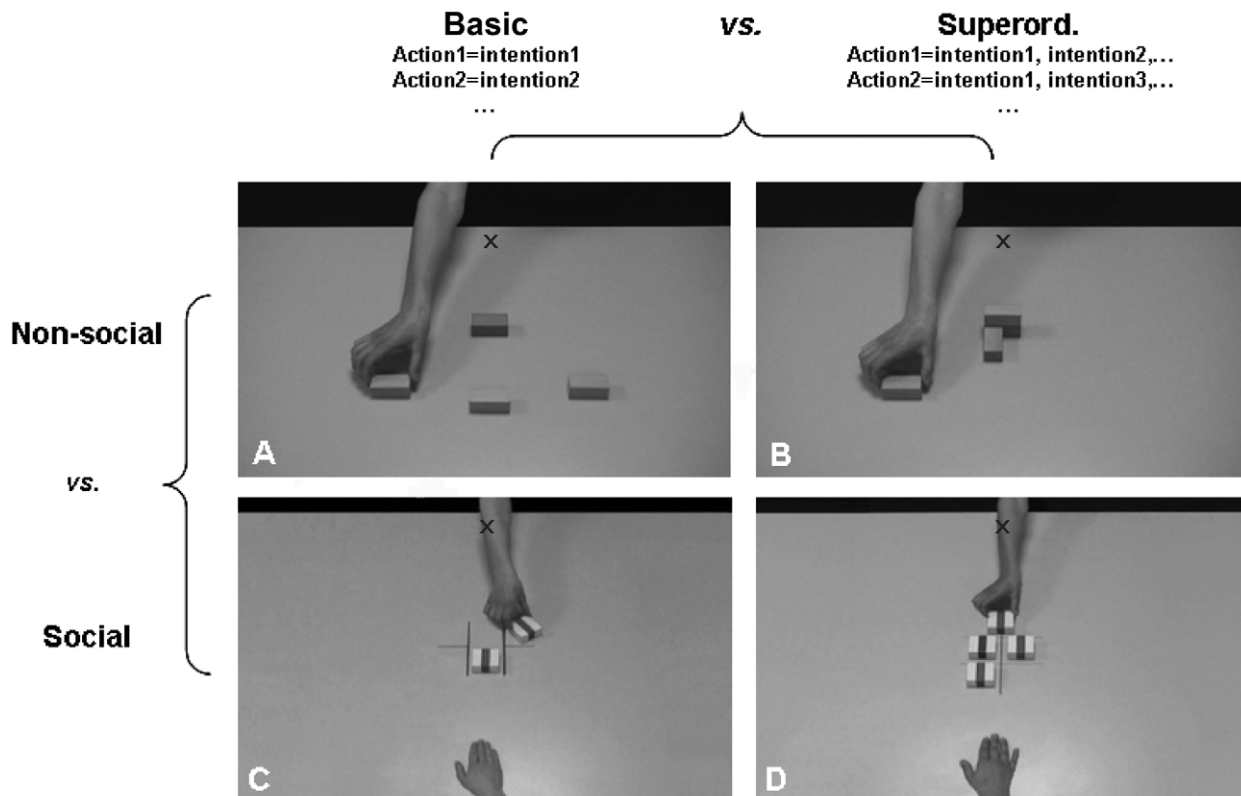 Basic vs. Superord.
Action1=intention1 Action1=intention1, intention2,...
Action2=intention2 Action2=intention1, intention3,...
... ...
Non-social
vs.
Social
x x
A B
x x
C D